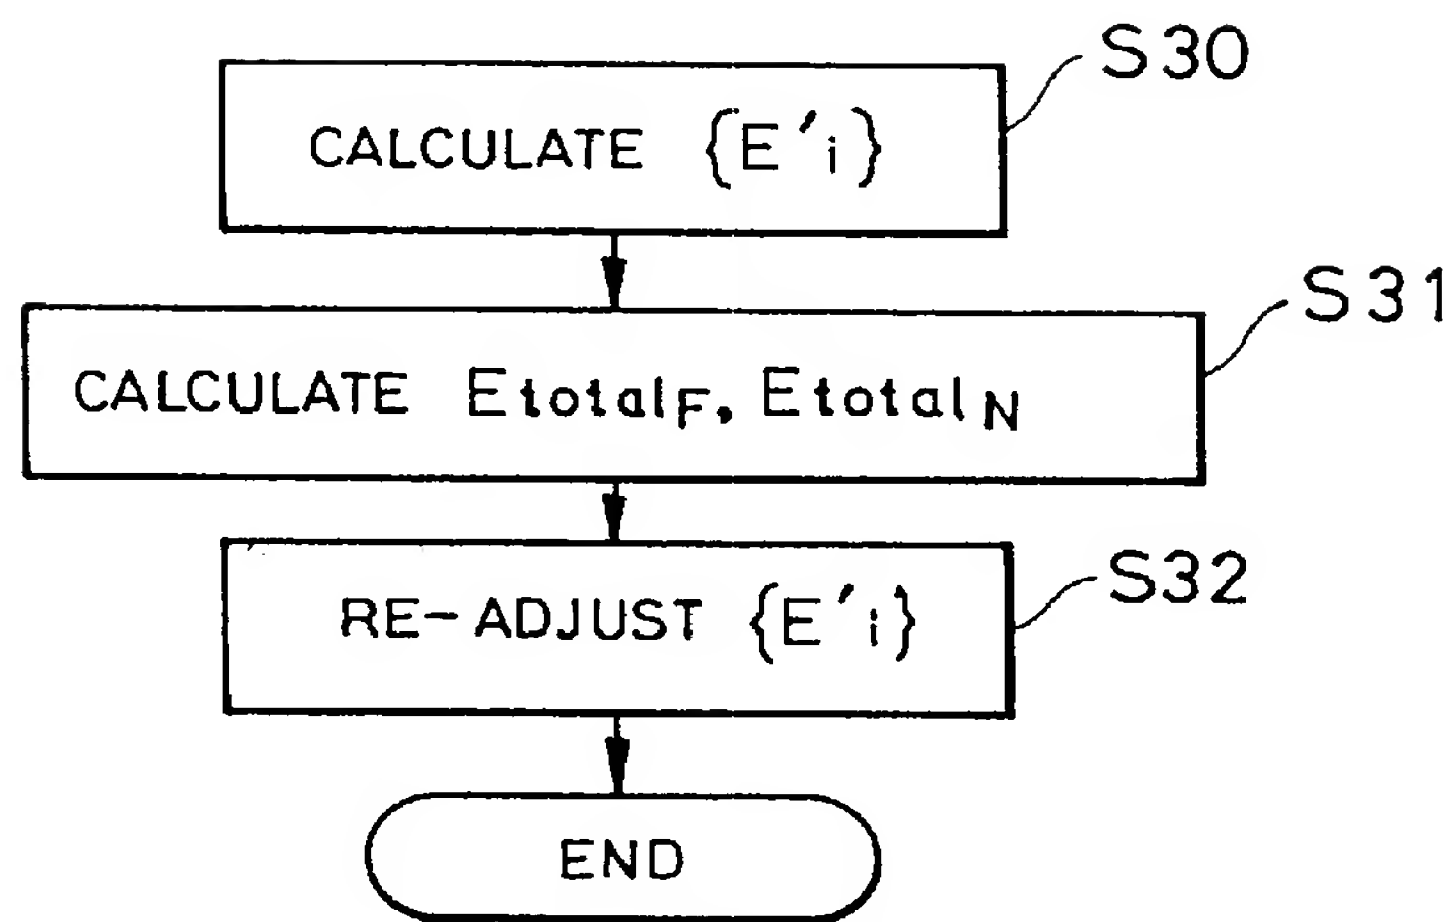 S30
CALCULATE {E'i}
S31
CALCULATE EtotalF, EtotalN
S32
RE-ADJUST {E'i}
END